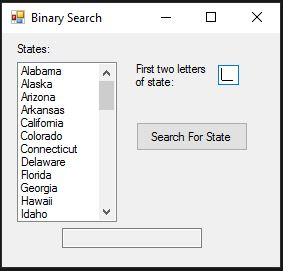 Binary Search
States:
Alabama
Alaska
Arizona
Arkansas
California
Colorado
Connecticut
Delaware
Florida
Georgia
Hawaii
Idaho
First two letters
of state:
Search For State